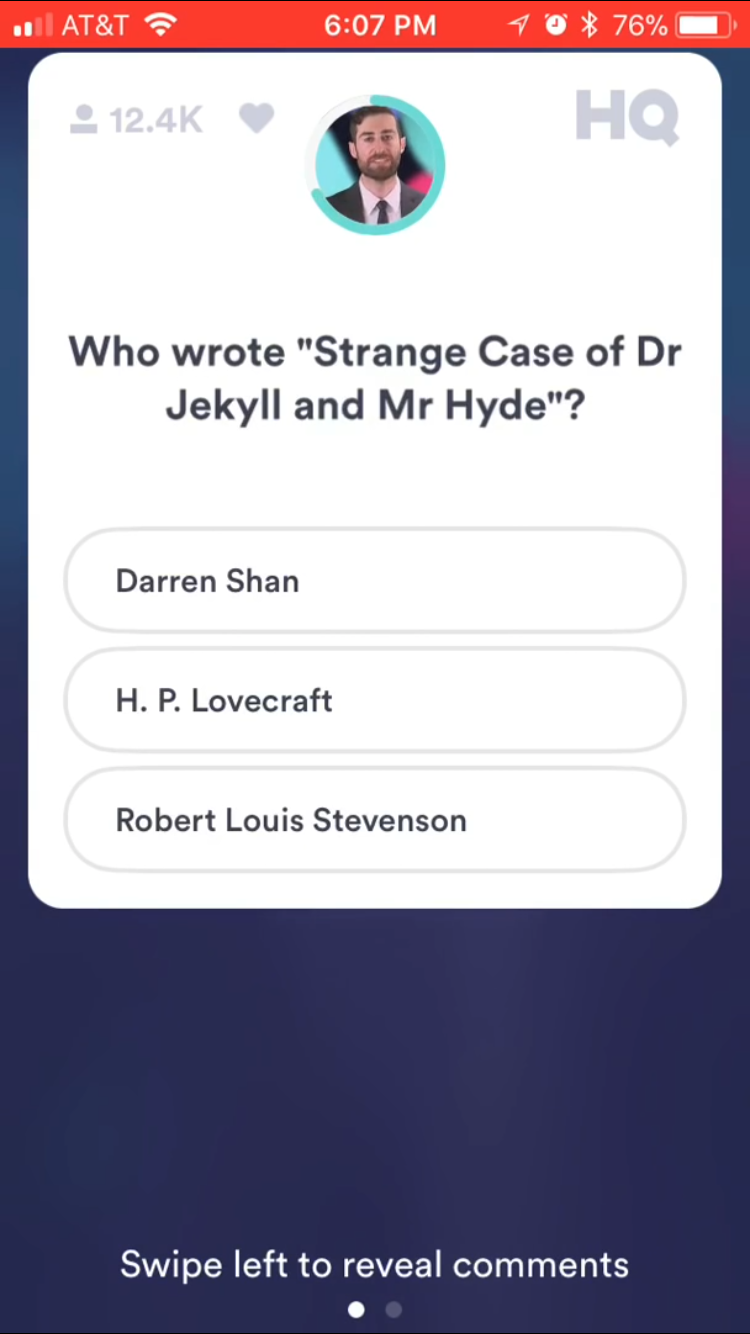 AT&T 6:07 PM 76%
12.4K HQ
Who wrote "Strange Case of Dr
Jekyll and Mr Hyde"?
Darren Shan
H. P. Lovecraft
Robert Louis Stevenson
Swipe left to reveal comments